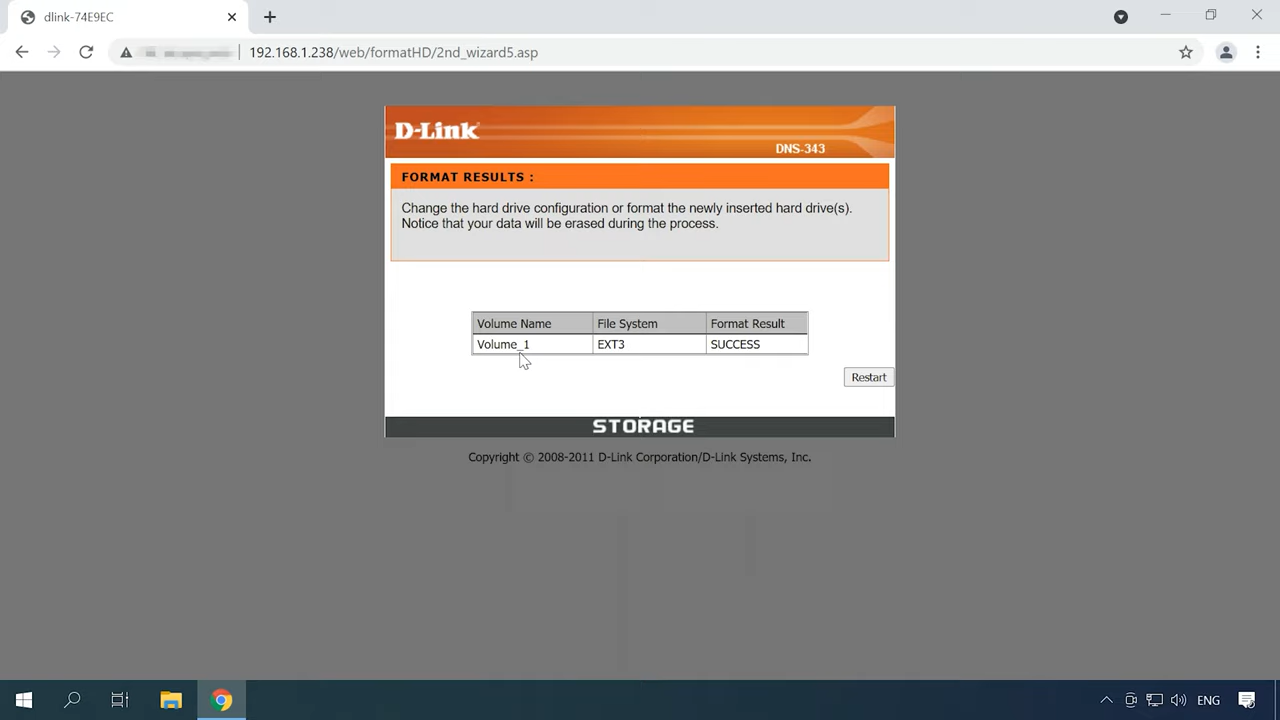 dlink-74E9EC
192.168.1.238/web/formatHD/2nd_wizard5.asp
D-Link
DNS-343
FORMAT RESULTS :
Change the hard drive configuration or format the newly inserted hard drive(s).
Notice that your data will be erased during the process.
Volume Name File System Format Result
Volume_1 EXT3 SUCCESS
Restart
STORAGE
Copyright © 2008-2011 D-Link Corporation/D-Link Systems, Inc.
ENG